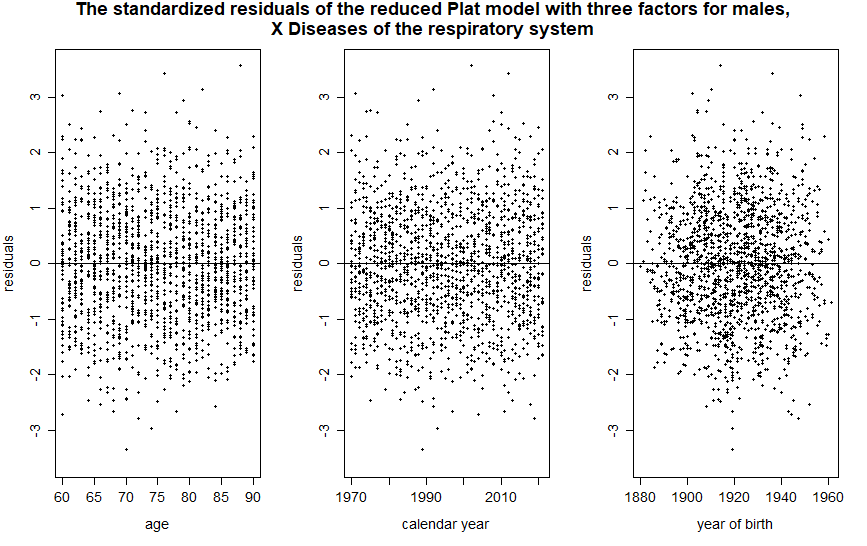 The standardized residuals of the reduced Plat model with three factors for males,
X Diseases of the respiratory system
residuals
3
2
1
0
-1
-2
-3
60 65 70 75 80 85 90
age
residuals
3
2
1
0
-1
-2
-3
1970 1990 2010
calendar year
residuals
3
2
1
0
-1
-2
-3
1880 1900 1920 1940 1960
year of birth